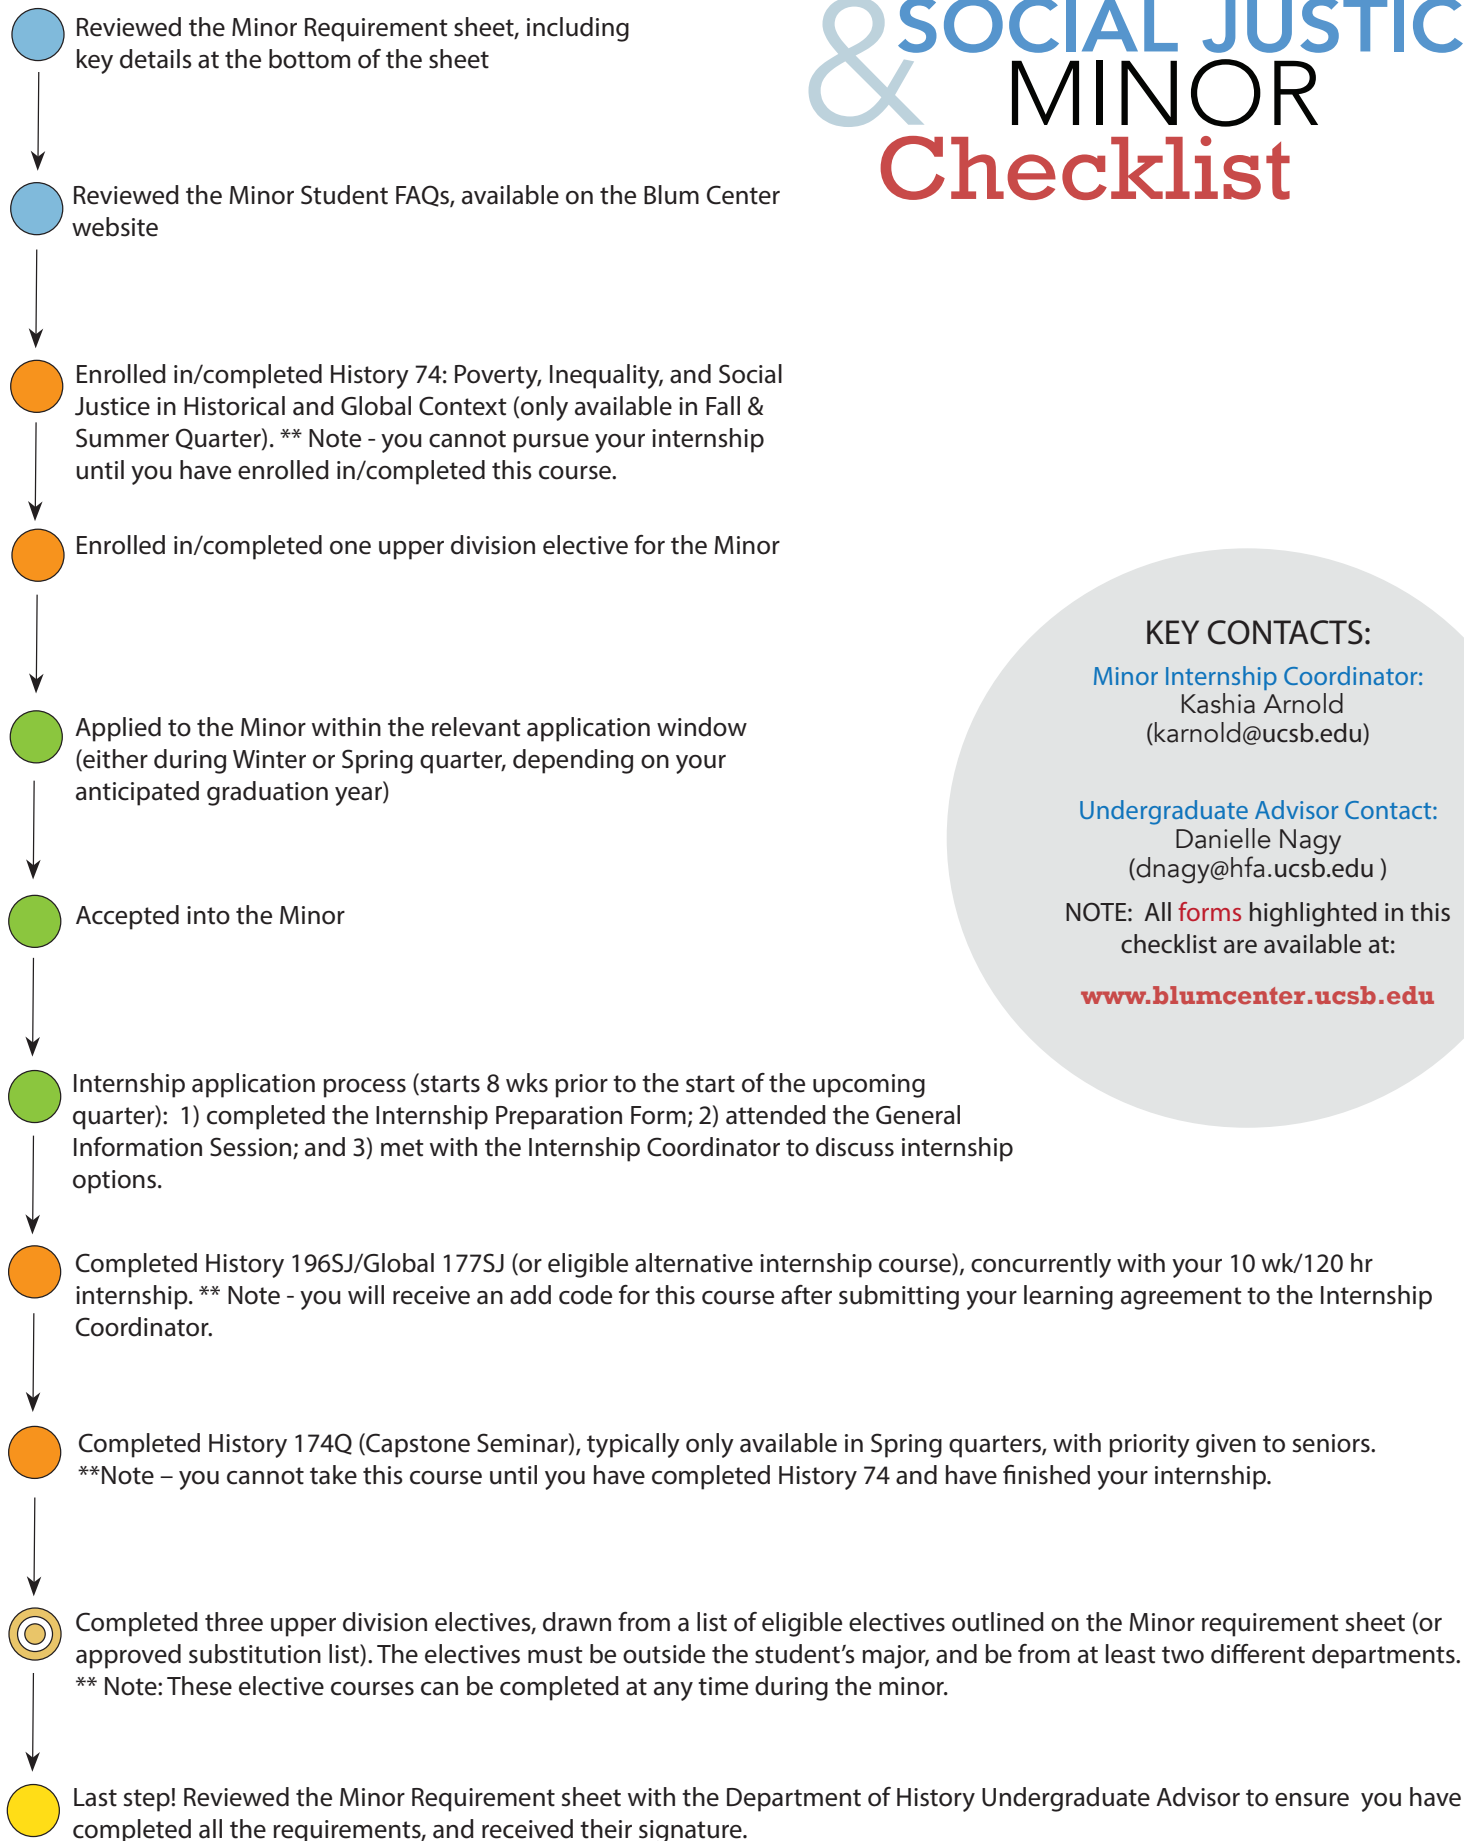 & SOCIAL JUSTIC
MINOR
Checklist
Reviewed the Minor Requirement sheet, including
key details at the bottom of the sheet
Reviewed the Minor Student FAQs, available on the Blum Center
website
Enrolled in/completed History 74: Poverty, Inequality, and Social
Justice in Historical and Global Context (only available in Fall &
Summer Quarter). ** Note - you cannot pursue your internship
until you have enrolled in/completed this course.
Enrolled in/completed one upper division elective for the Minor
Applied to the Minor within the relevant application window
(either during Winter or Spring quarter, depending on your
anticipated graduation year)
Accepted into the Minor
KEY CONTACTS:
Minor Internship Coordinator:
Kashia Arnold
(karnold@ucsb.edu)
Undergraduate Advisor Contact:
Danielle Nagy
(dnagy@hfa.ucsb.edu )
NOTE: All forms highlighted in this
checklist are available at:
www.blumcenter.ucsb.edu
Internship application process (starts 8 wks prior to the start of the upcoming
quarter): 1) completed the Internship Preparation Form; 2) attended the General
Information Session; and 3) met with the Internship Coordinator to discuss internship
options.
Completed History 196SJ/Global 177SJ (or eligible alternative internship course), concurrently with your 10 wk/120 hr
internship. ** Note - you will receive an add code for this course after submitting your learning agreement to the Internship
Coordinator.
Completed History 174Q (Capstone Seminar), typically only available in Spring quarters, with priority given to seniors.
**Note – you cannot take this course until you have completed History 74 and have finished your internship.
Completed three upper division electives, drawn from a list of eligible electives outlined on the Minor requirement sheet (or
approved substitution list). The electives must be outside the student's major, and be from at least two different departments.
** Note: These elective courses can be completed at any time during the minor.
Last step! Reviewed the Minor Requirement sheet with the Department of History Undergraduate Advisor to ensure you have
completed all the requirements, and received their signature.